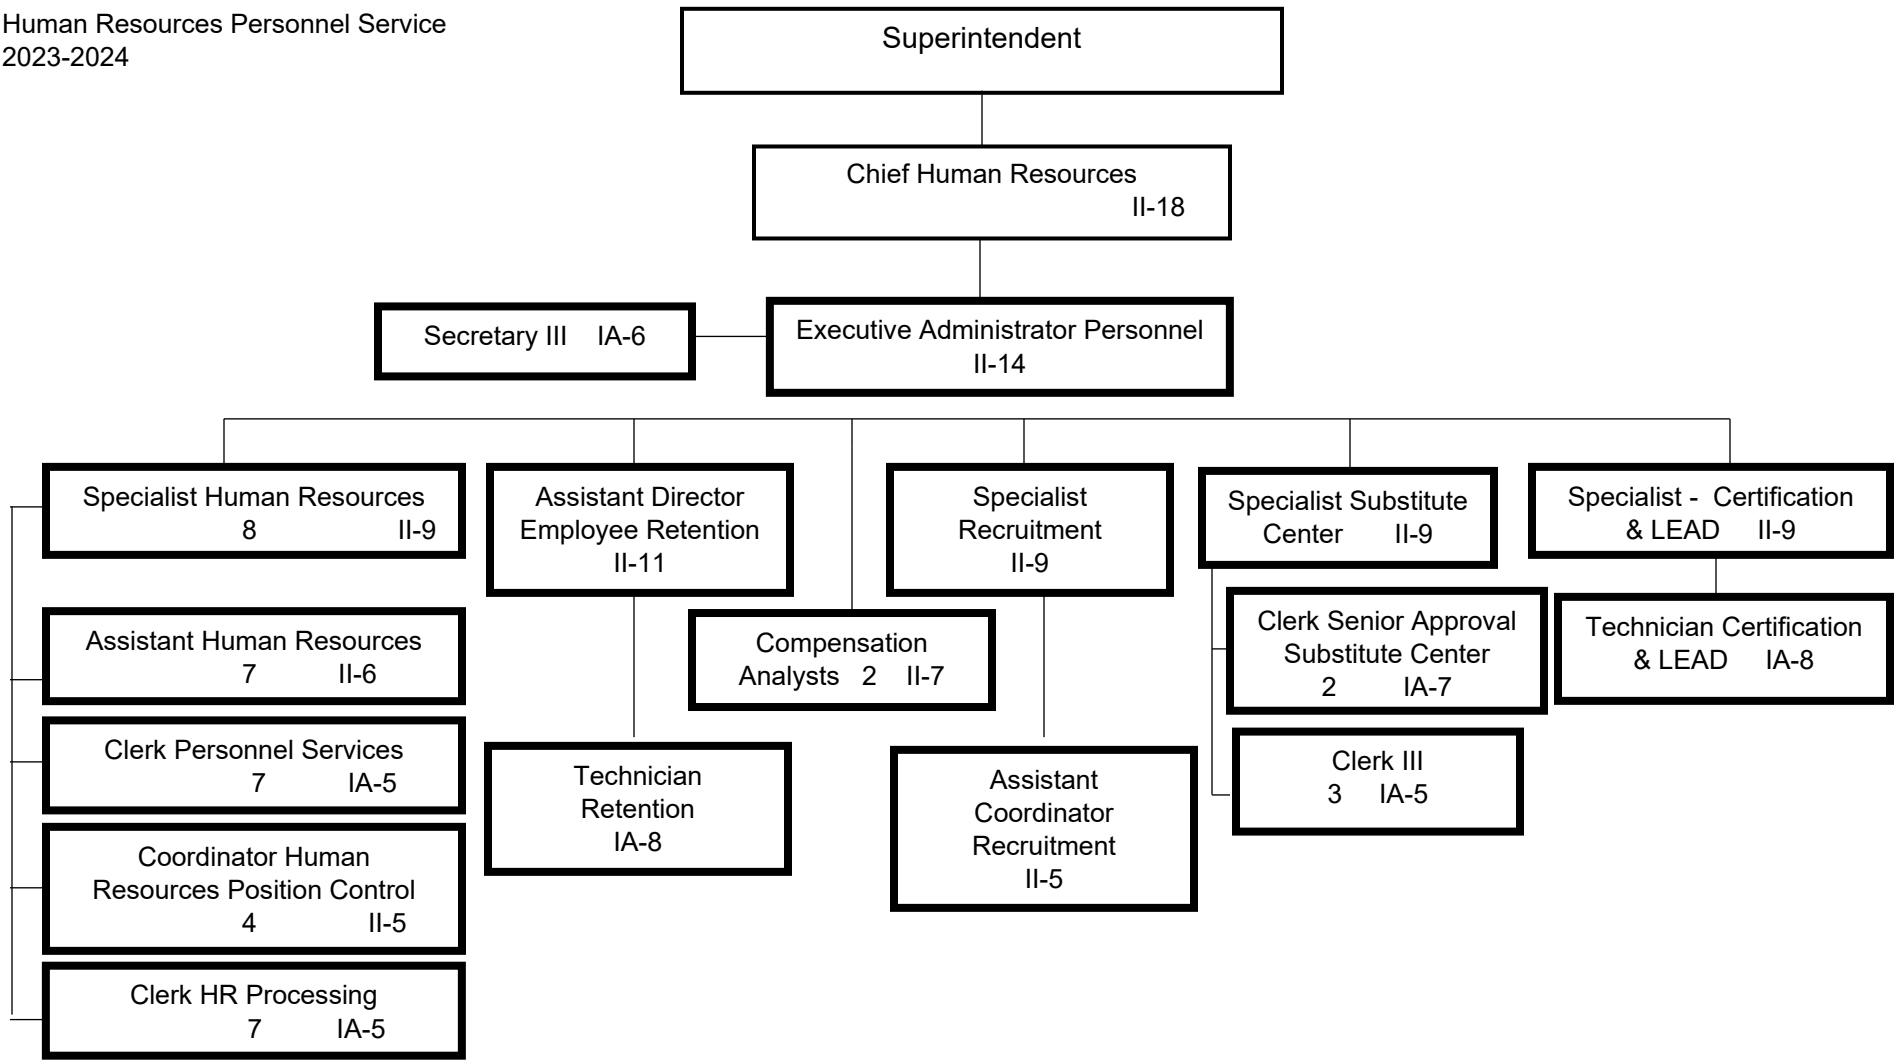 Human Resources Personnel Service
2023-2024
Superintendent
Chief Human Resources
II-18
Secretary III IA-6
Executive Administrator Personnel
II-14
Specialist Human Resources
8 II-9
Assistant Human Resources
7 II-6
Clerk Personnel Services
7 IA-5
Coordinator Human
Resources Position Control
4 II-5
Clerk HR Processing
7 IA-5
Assistant Director
Employee Retention
II-11
Technician
Retention
IA-8
Compensation
Analysts 2 II-7
Specialist
Recruitment
II-9
Assistant
Coordinator
Recruitment
II-5
Specialist Substitute
Center II-9
Clerk Senior Approval
Substitute Center
2 IA-7
Clerk III
3 IA-5
Specialist - Certification
& LEAD II-9
Technician Certification
& LEAD IA-8